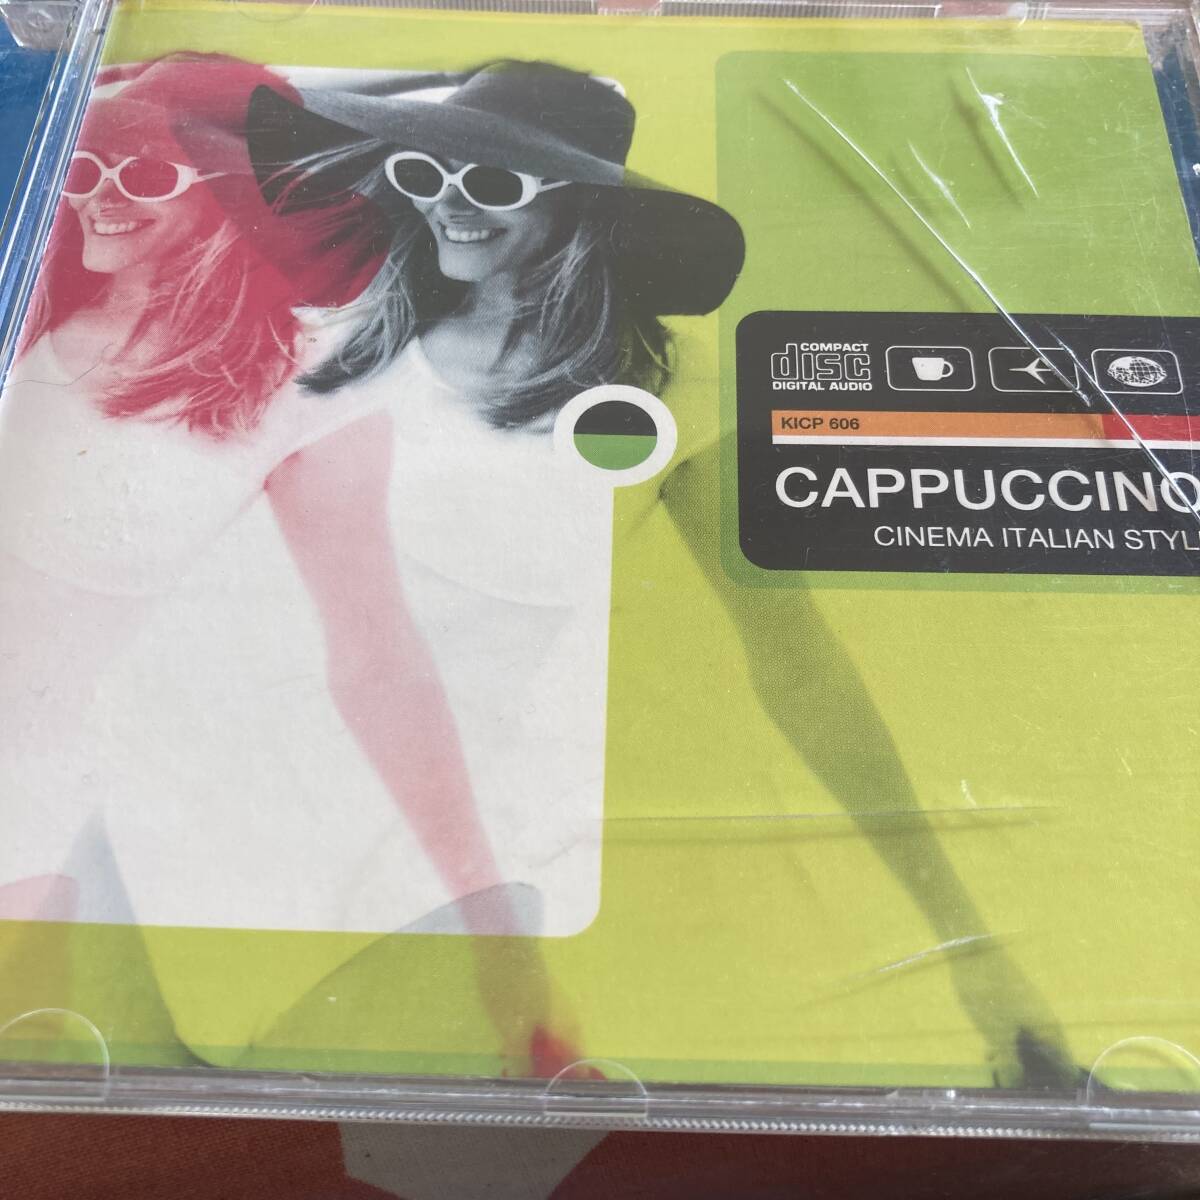 COMPACT
disc
DIGITAL AUDIO
KICP 606
CAPPUCCINO
CINEMA ITALIAN STYL